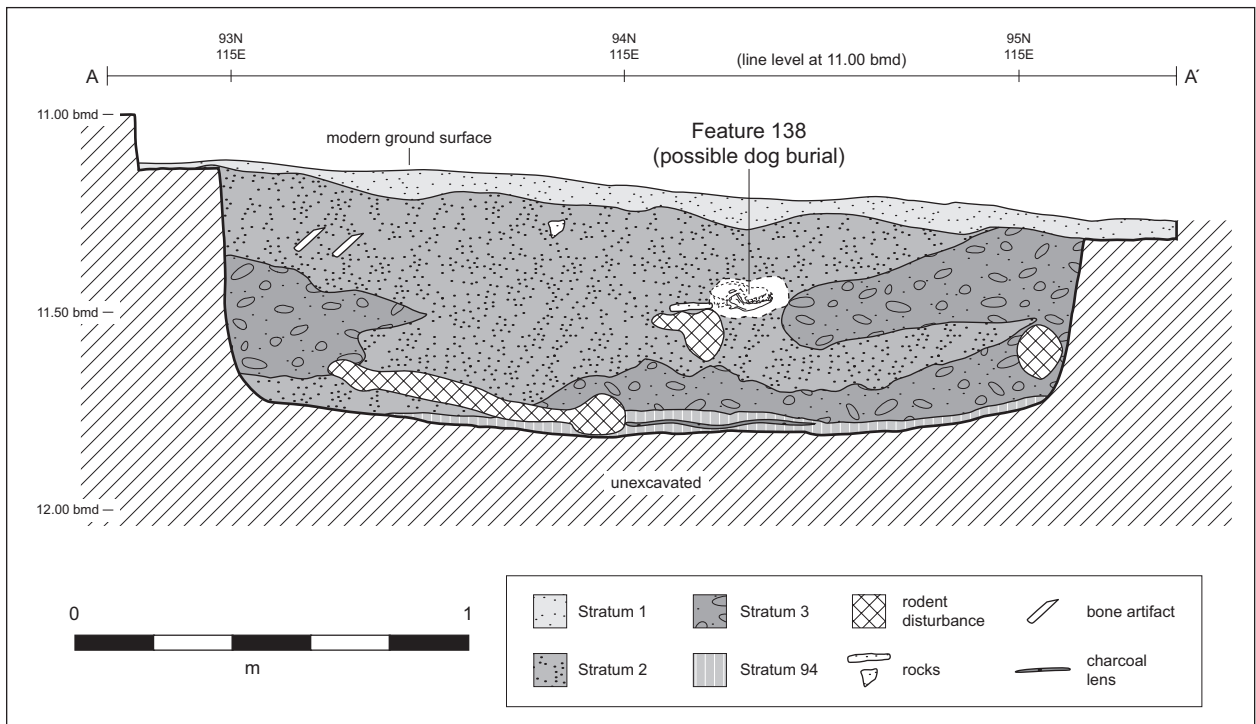 93N
115E
94N
115E
95N
115E
(line level at 11.00 bmd)
A
A′
11.00 bmd
modern ground surface
Feature 138
(possible dog burial)
11.50 bmd
unexcavated
12.00 bmd
0
1
m
Stratum 1
Stratum 3
rodent
disturbance
bone artifact
Stratum 2
Stratum 94
rocks
charcoal
lens